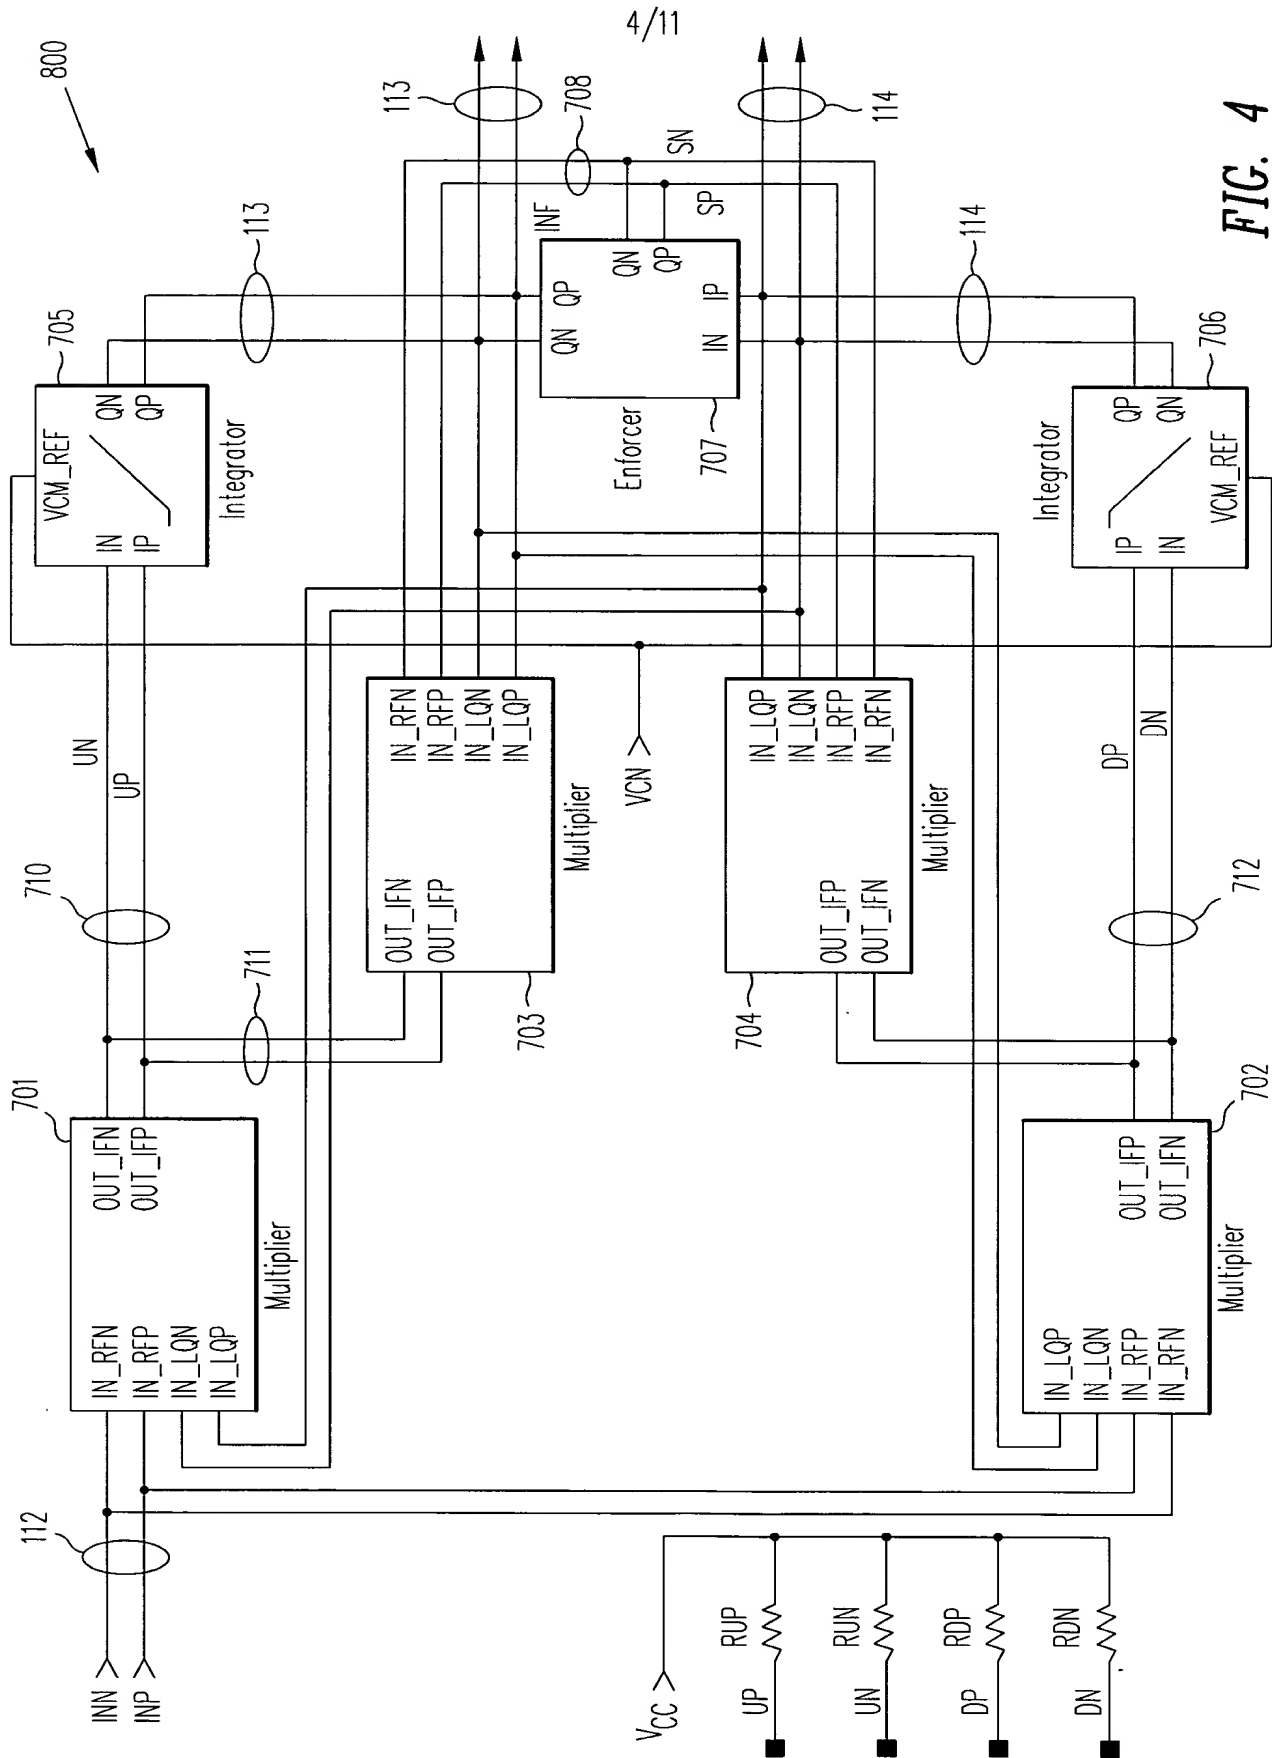 4/11
800
113
708
113
114
SN
SP
INF
QN
QP
QN
QP
IN
IP
Enforcer
707
113
114
705
VCM_REF
IN
IP
QN
QP
Integrator
706
Integrator
QP
QN
IP
IN
VCM_REF
UN
UP
710
711
IN_RFN
IN_RFP
IN_LQN
IN_LQP
OUT_IFN
OUT_IFP
Multiplier
703
VCN
IN_LQP
IN_LQN
IN_RFP
IN_RFN
OUT_IFP
OUT_IFN
Multiplier
704
DP
DN
712
701
OUT_IFN
OUT_IFP
IN_RFN
IN_RFP
IN_LQN
IN_LQP
Multiplier
702
OUT_IFP
OUT_IFN
IN_LQP
IN_LQN
IN_RFP
IN_RFN
Multiplier
112
INN
INP
VCC
RUP
UP
RUN
UN
RDP
DP
RDN
DN
FIG. 4